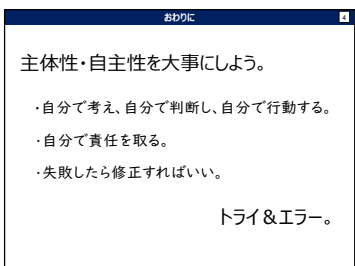 おわりに
4
主体性・自主性を大事にしよう。
・自分で考え、自分で判断し、自分で行動する。
・自分で責任を取る。
・失敗したら修正すればいい。
トライ＆エラー。